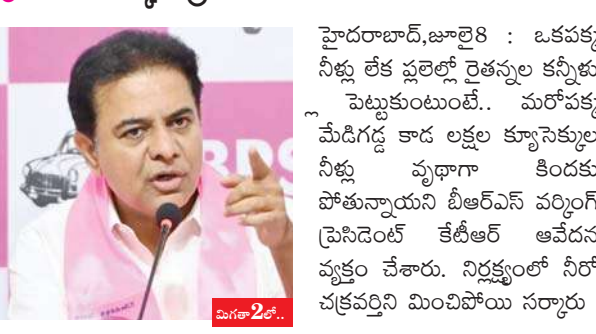 హైదరాబాద్,జూలై8 : ఒకపక్క
నీళ్లు లేక ప్లలెల్లో రైతన్నల కన్నీళు
్ల పెట్టుకుంటుంటే.. మరోపక్క
మేడిగడ్డ కాడ లక్షల క్యూసెక్కుల
నీళ్లు వృథాగా కిందకు
పోతున్నాయని బీఆర్ఎస్ వర్కింగ్
ప్రెసిడెంట్ కేటీఆర్ ఆవేదన
వ్యక్తం చేశారు. నిర్లక్ష్యంలో నీరో
చక్రవర్తిని మించిపోయి సర్కారు
మిగతా2లో..